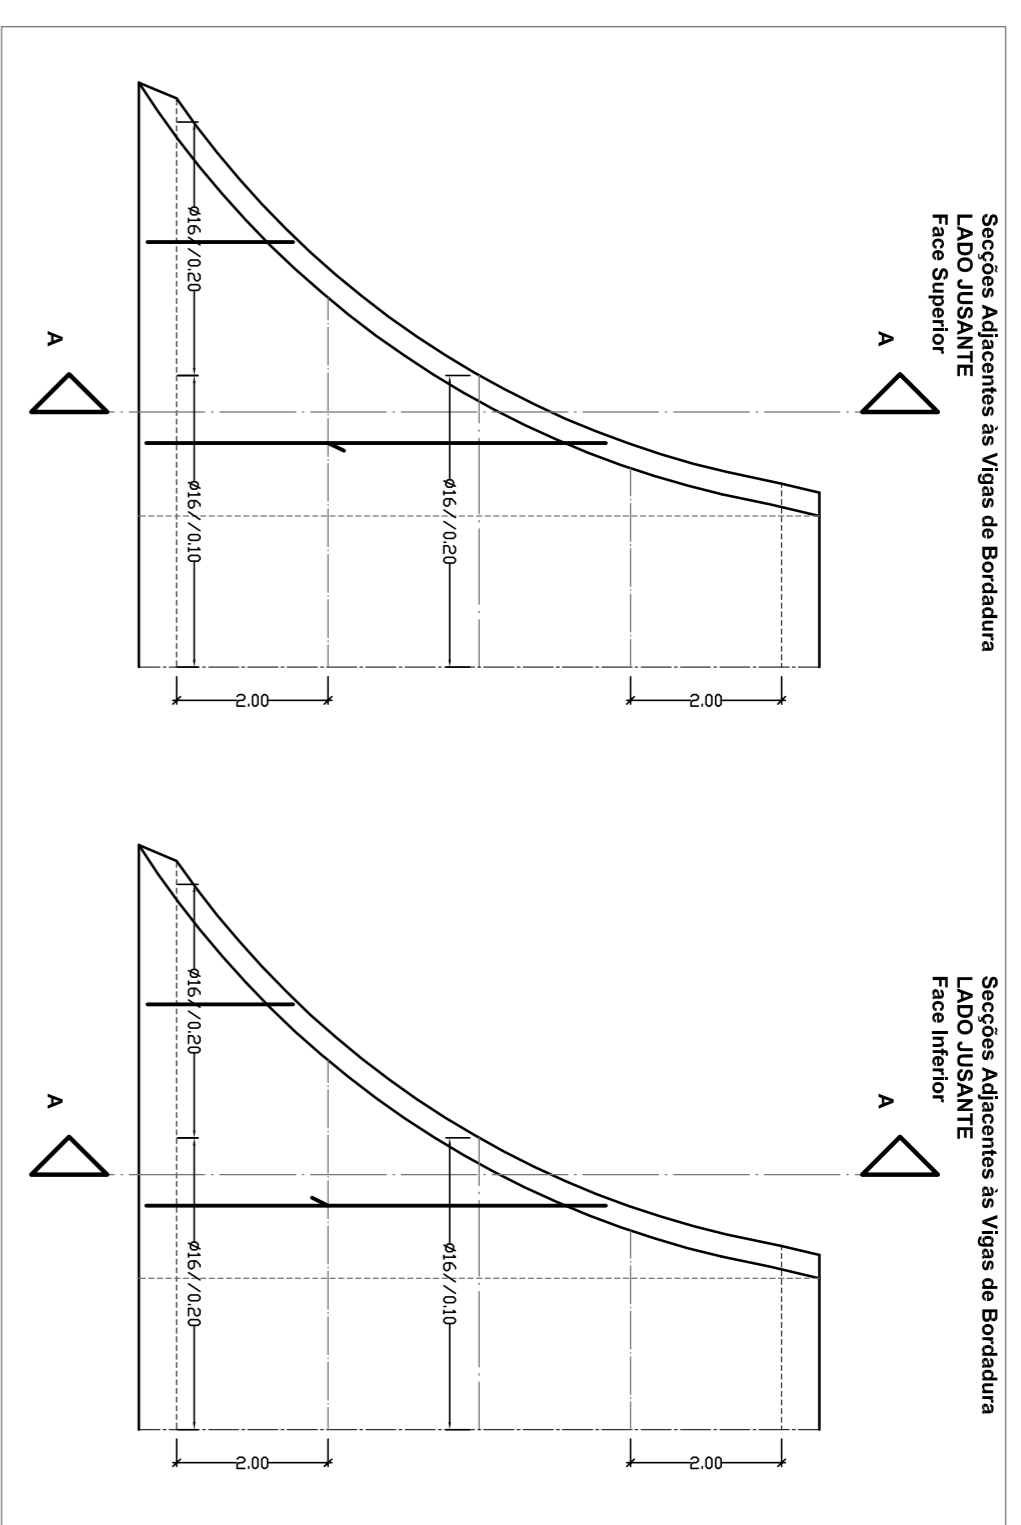 Secções Adjacentes às Vigas de Bordadura
LADO JUSANTE
Face Superior
A
A
Ø16//0.20
Ø16//0.10
Ø16//0.20
2.00
2.00
Secções Adjacentes às Vigas de Bordadura
LADO JUSANTE
Face Inferior
A
A
Ø16//0.20
Ø16//0.20
Ø16//0.10
2.00
2.00